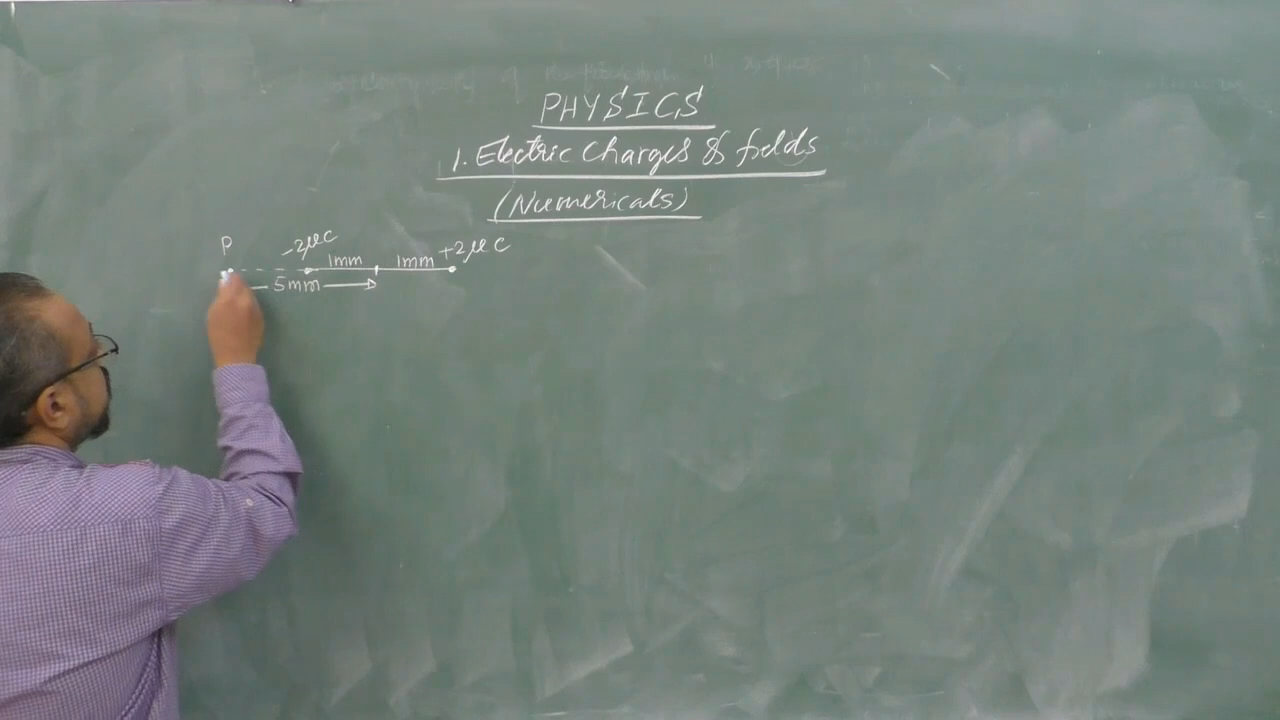 PHYSICS
1. Electric Charges & fields
(Numericals)
P -2μC +2μC
1mm 1mm
5mm